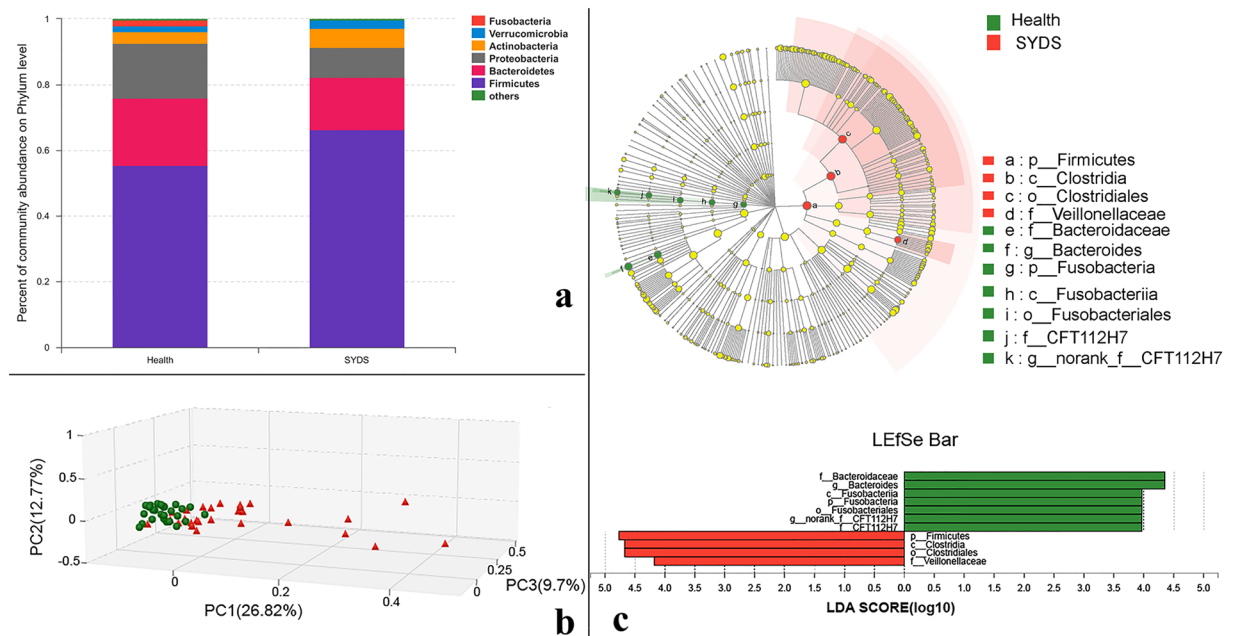 a
Percent of community abundance on Phylum level
1
0.8
0.6
0.4
0.2
0
Health
SYDS
Fusobacteria
Verrucomicrobia
Actinobacteria
Proteobacteria
Bacteroidetes
Firmicutes
others
b
PC2(12.77%)
1
0.5
0
-0.5
0
0.2
0.4
PC1(26.82%)
0.5
0.25
0
PC3(9.7%)
c
Health
SYDS
a
b
c
d
e
f
g
h
i
j
k
a : p__Firmicutes
b : c__Clostridia
c : o__Clostridiales
d : f__Veillonellaceae
e : f__Bacteroidaceae
f : g__Bacteroides
g : p__Fusobacteria
h : c__Fusobacteriia
i : o__Fusobacteriales
j : f__CFT112H7
k : g__norank_f__CFT112H7
LEfSe Bar
f__Bacteroidaceae
g__Bacteroides
c__Fusobacteriia
p__Fusobacteria
o__Fusobacteriales
g__norank_f__CFT112H7
f__CFT112H7
p__Firmicutes
c__Clostridia
o__Clostridiales
f__Veillonellaceae
5.0 4.5 4.0 3.5 3.0 2.5 2.0 1.5 1.0 0.5 0.0 0.5 1.0 1.5 2.0 2.5 3.0 3.5 4.0 4.5 5.0
LDA SCORE(log10)